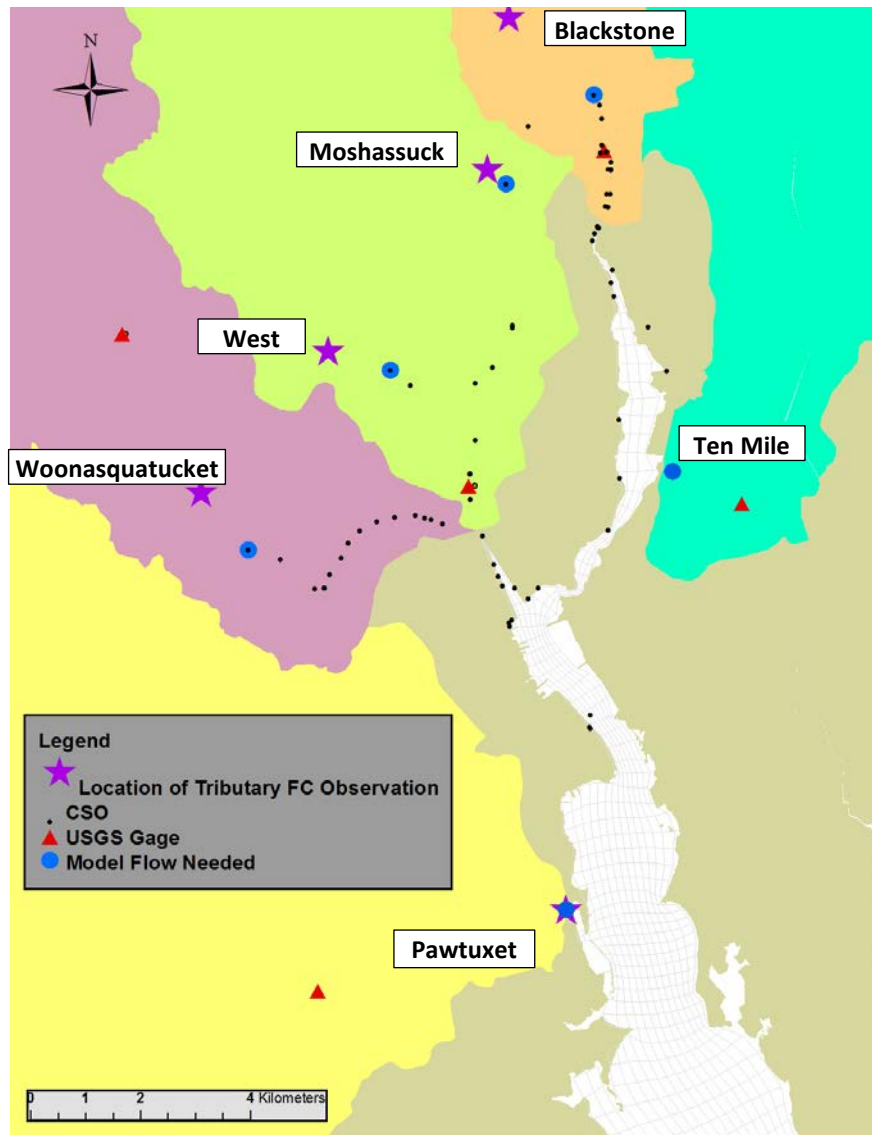 Blackstone
N
Moshassuck
West
Ten Mile
Woonasquatucket
Legend
Location of Tributary FC Observation
CSO
USGS Gage
Model Flow Needed
Pawtuxet
0 1 2 4 Kilometers